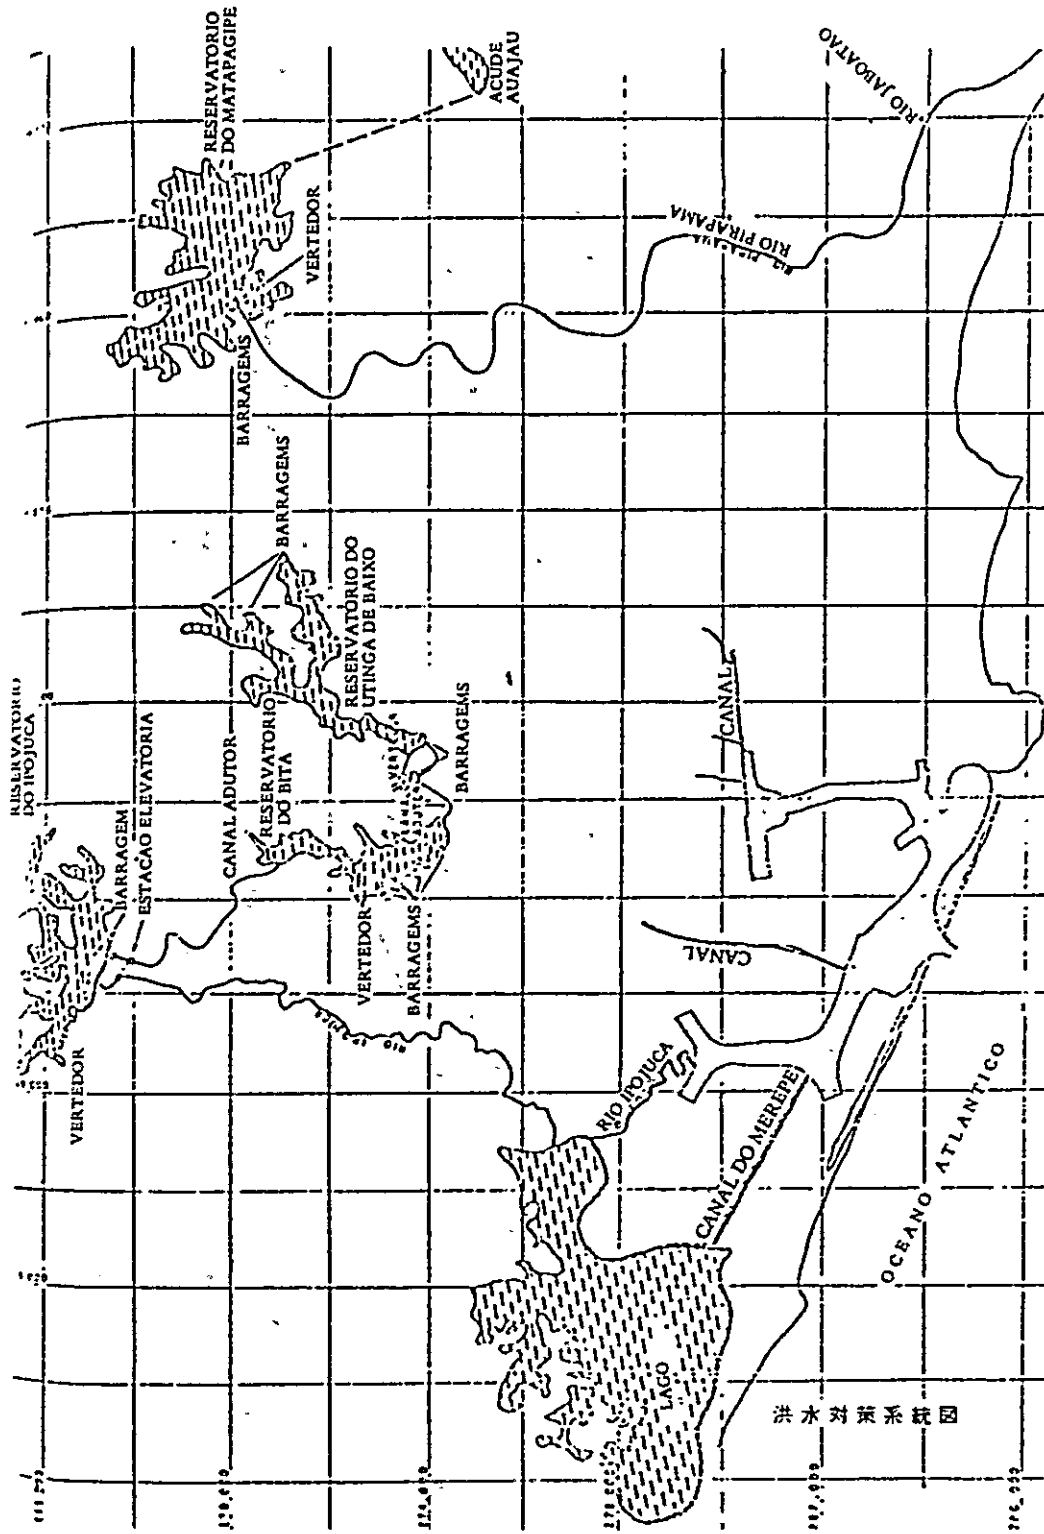 RESERVATORIO
DO MATAPAGIPE
ACUDE
AUAJAU
RIO JABOATAO
VERTEDOR
RIO PIRAPAMA
BARRAGEMS
BARRAGEMS
RESERVATORIO DO
UTINGA DE BAIXO
RESERVATORIO
DO IPOJUCA
BARRAGEM
ESTACAO ELEVATORIA
CANAL ADUTOR
RESERVATORIO
DO BITA
BARRAGEMS
CANAL
VERTEDOR
BARRAGEMS
CANAL
VERTEDOR
RIO
RIO IPOJUCA
CANAL DO MEREPE
OCEANO ATLANTICO
LAGO
洪水対策系統図